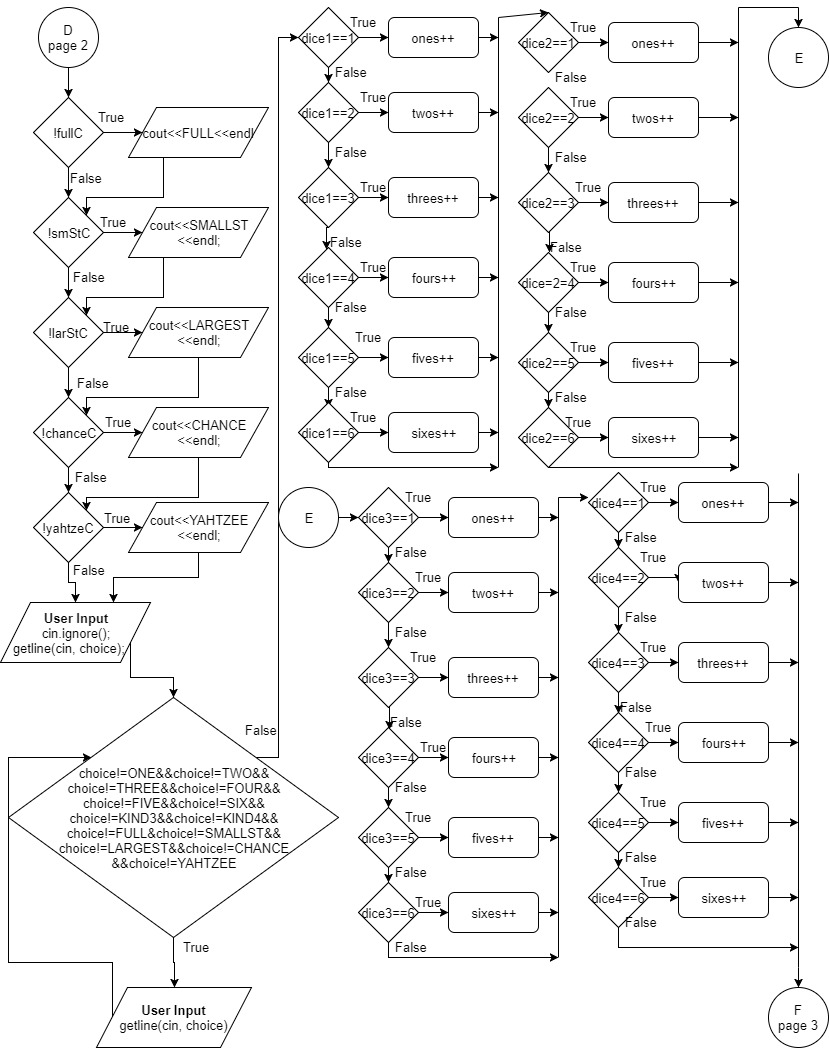 D
page 2
!fullC
True
cout<<FULL<<endl
False
!smStC
True
cout<<SMALLST
<<endl;
False
!larStC
True
cout<<LARGEST
<<endl;
False
!chanceC
True
cout<<CHANCE
<<endl;
False
!yahtzeC
True
cout<<YAHTZEE
<<endl;
False
User Input
cin.ignore();
getline(cin, choice);
False
choice!=ONE&&choice!=TWO&&
choice!=THREE&&choice!=FOUR&&
choice!=FIVE&&choice!=SIX&&
choice!=KIND3&&choice!=KIND4&&
choice!=FULL&choice!=SMALLST&&
choice!=LARGEST&&choice!=CHANCE
&&choice!=YAHTZEE
True
User Input
getline(cin, choice)
dice1==1
True
ones++
False
dice1==2
True
twos++
False
dice1==3
True
threes++
False
dice1==4
True
fours++
False
dice1==5
True
fives++
False
dice1==6
True
sixes++
dice2==1
True
ones++
False
dice2==2
True
twos++
False
dice2==3
True
threes++
False
dice=2=4
True
fours++
False
dice2==5
True
fives++
False
dice2==6
True
sixes++
E
E
dice3==1
True
ones++
False
dice3==2
True
twos++
False
dice3==3
True
threes++
False
dice3==4
True
fours++
False
dice3==5
True
fives++
False
dice3==6
True
sixes++
False
dice4==1
True
ones++
False
dice4==2
True
twos++
False
dice4==3
True
threes++
False
dice4==4
True
fours++
False
dice4==5
True
fives++
False
dice4==6
True
sixes++
False
F
page 3